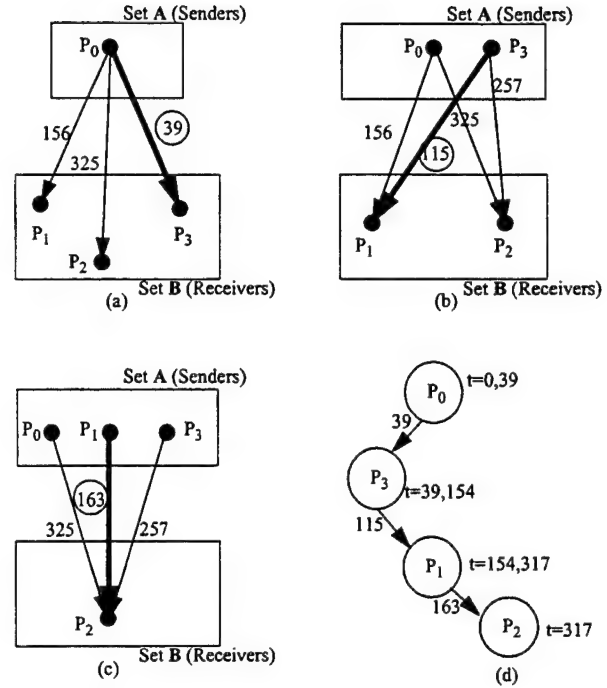 Set A (Senders)
P0
156
325
39
P1
P2
P3
Set B (Receivers)
(a)
Set A (Senders)
P0
P3
257
156
325
115
P1
P2
Set B (Receivers)
(b)
Set A (Senders)
P0
P1
P3
163
325
257
P2
Set B (Receivers)
(c)
P0
t=0,39
39
P3
t=39,154
115
P1
t=154,317
163
P2
t=317
(d)